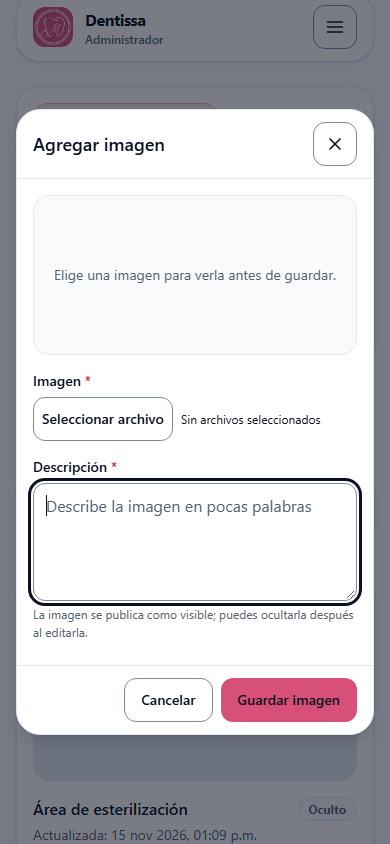 Dentissa
Administrador
Agregar imagen
Elige una imagen para verla antes de guardar.
Imagen *
Seleccionar archivo
Sin archivos seleccionados
Descripción *
Describe la imagen en pocas palabras
La imagen se publica como visible; puedes ocultarla después
al editarla.
Cancelar
Guardar imagen
Área de esterilización
Oculto
Actualizada: 15 nov 2026, 01:09 p.m.